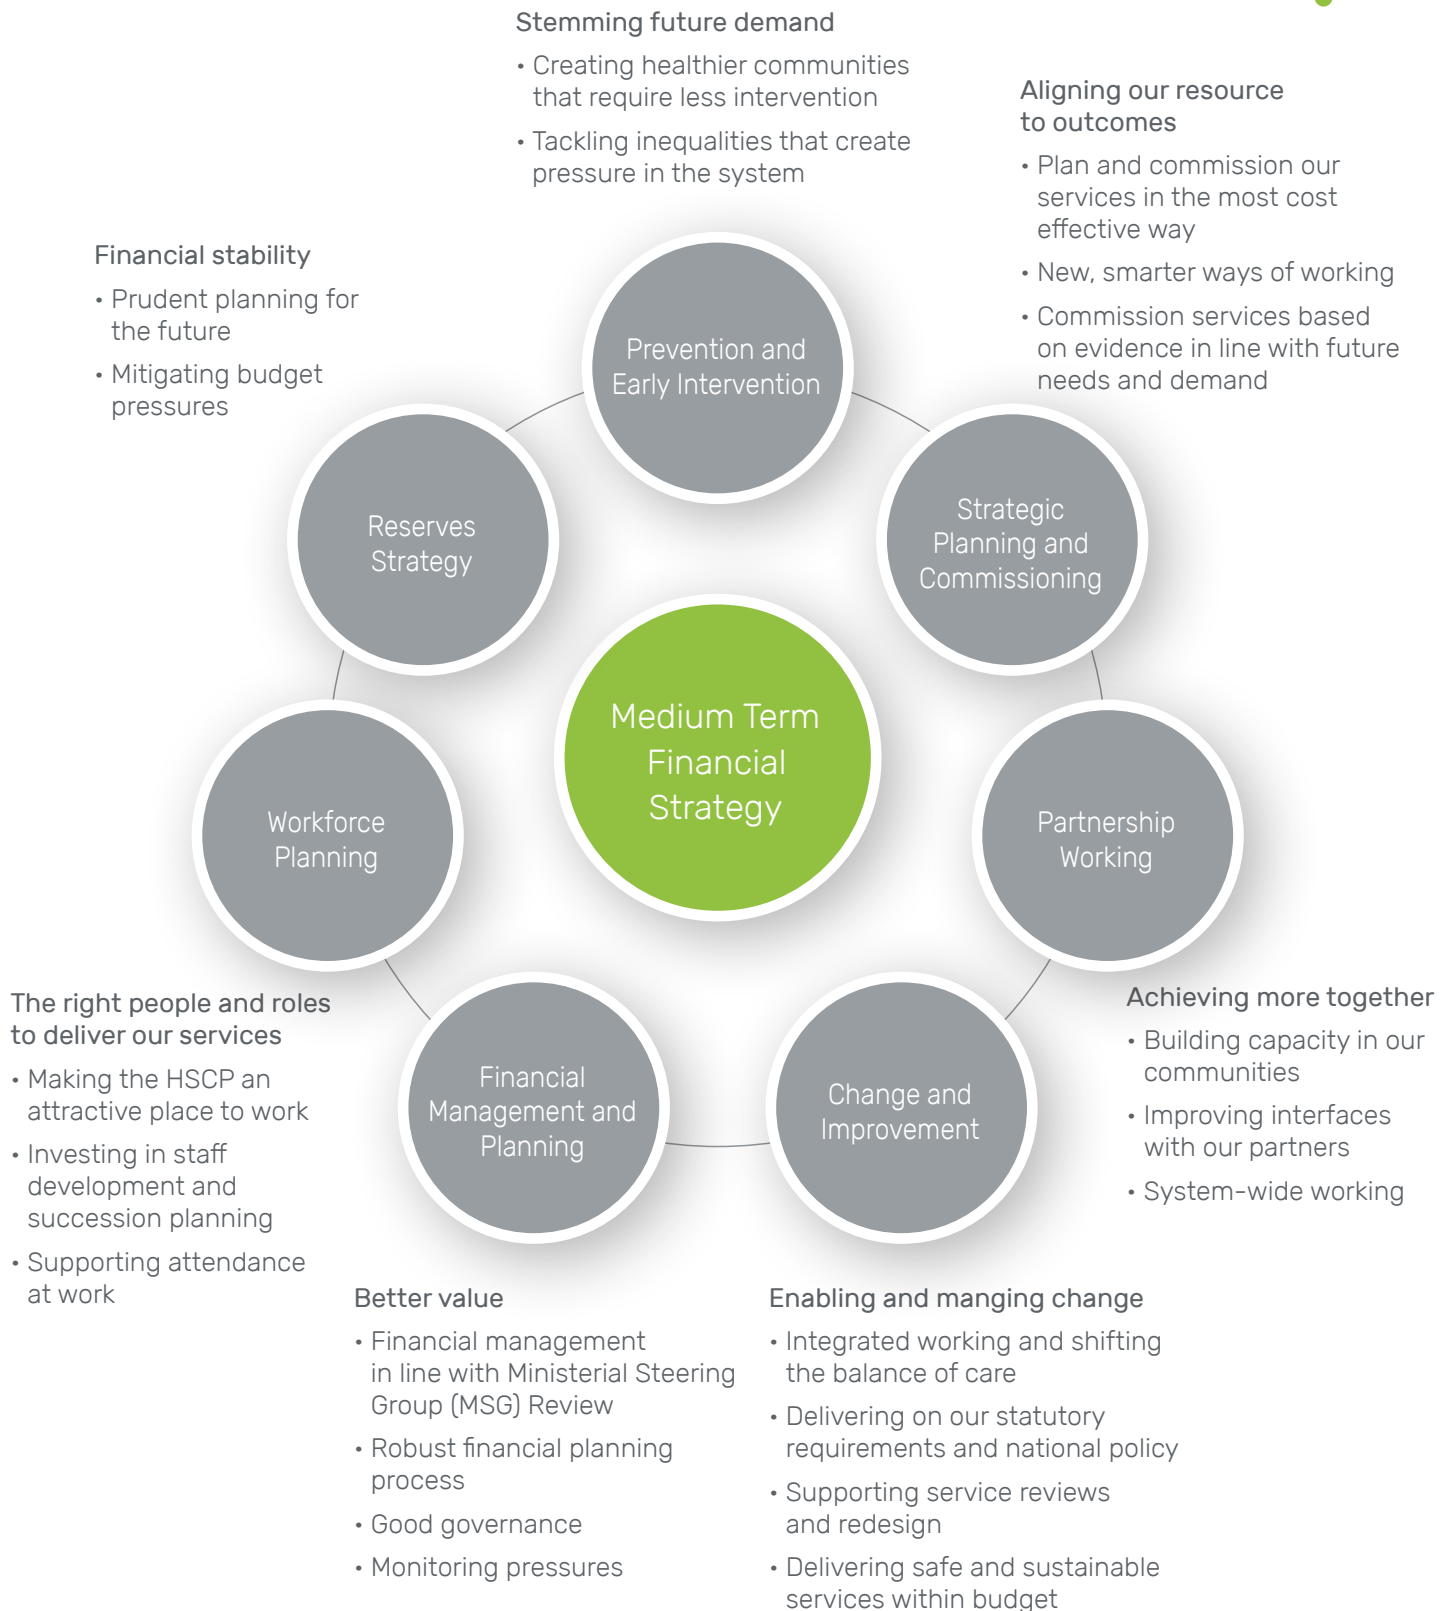 Stemming future demand
• Creating healthier communities
that require less intervention
• Tackling inequalities that create
pressure in the system
Aligning our resource
to outcomes
• Plan and commission our
services in the most cost
effective way
• New, smarter ways of working
• Commission services based
on evidence in line with future
needs and demand
Financial stability
• Prudent planning for
the future
• Mitigating budget
pressures
Prevention and
Early Intervention
Reserves
Strategy
Strategic
Planning and
Commissioning
Medium Term
Financial
Strategy
Workforce
Planning
Partnership
Working
Financial
Management and
Planning
Change and
Improvement
The right people and roles
to deliver our services
• Making the HSCP an
attractive place to work
• Investing in staff
development and
succession planning
• Supporting attendance
at work
Achieving more together
• Building capacity in our
communities
• Improving interfaces
with our partners
• System-wide working
Better value
• Financial management
in line with Ministerial Steering
Group (MSG) Review
• Robust financial planning
process
• Good governance
• Monitoring pressures
Enabling and manging change
• Integrated working and shifting
the balance of care
• Delivering on our statutory
requirements and national policy
• Supporting service reviews
and redesign
• Delivering safe and sustainable
services within budget